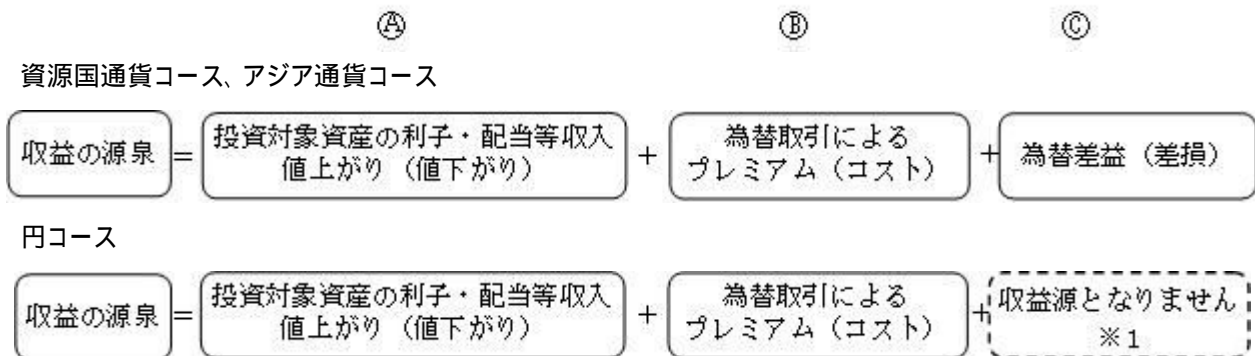 Ⓐ Ⓑ Ⓒ
資源国通貨コース、アジア通貨コース
収益の源泉 = 投資対象資産の利子・配当等収入 値上がり（値下がり） + 為替取引による プレミアム（コスト） + 為替差益（差損）
円コース
収益の源泉 = 投資対象資産の利子・配当等収入 値上がり（値下がり） + 為替取引による プレミアム（コスト） + 収益源となりません ※1